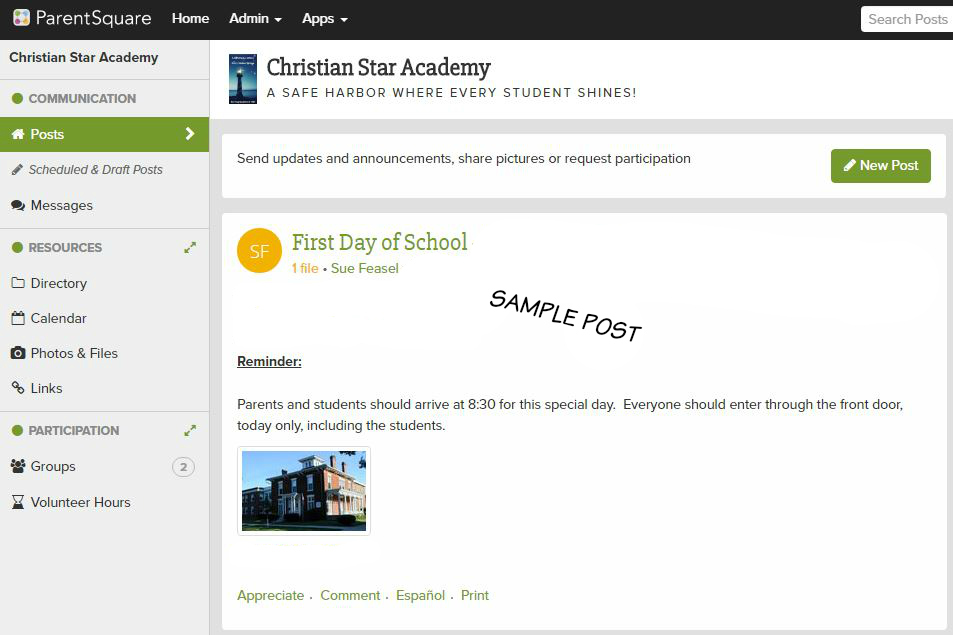 ParentSquare Home Admin Apps Search Posts
Christian Star Academy
COMMUNICATION
Posts
Scheduled & Draft Posts
Messages
RESOURCES
Directory
Calendar
Photos & Files
Links
PARTICIPATION
Groups 2
Volunteer Hours
Christian Star Academy
A SAFE HARBOR WHERE EVERY STUDENT SHINES!
Send updates and announcements, share pictures or request participation
New Post
SF
First Day of School
1 file • Sue Feasel
SAMPLE POST
Reminder:
Parents and students should arrive at 8:30 for this special day. Everyone should enter through the front door,
today only, including the students.
Appreciate . Comment . Español . Print